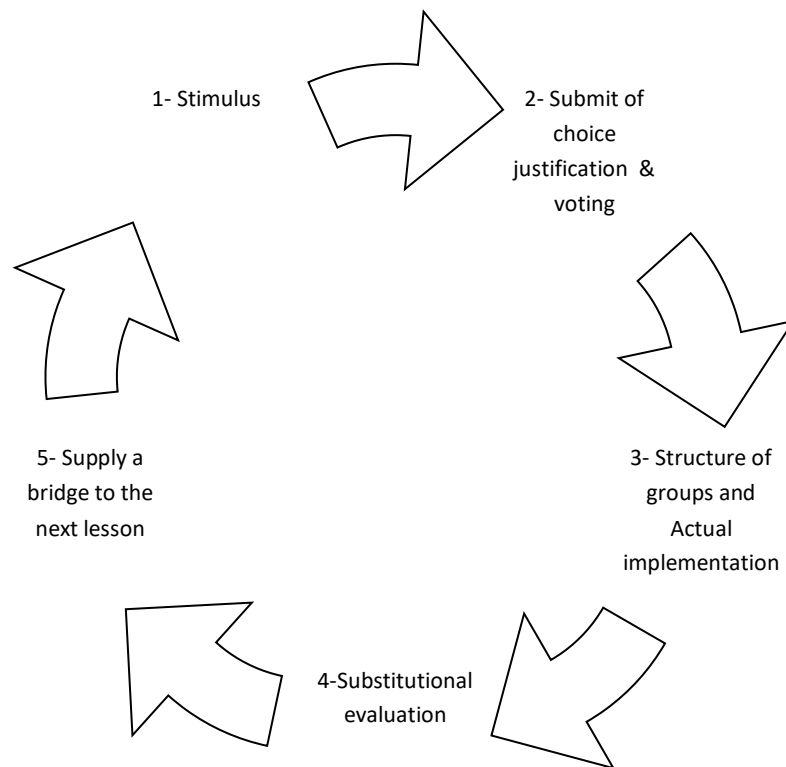 1- Stimulus
2- Submit of
choice
justification  &
voting
3- Structure of
groups and
Actual
implementation
4-Substitutional
evaluation
5- Supply a
bridge to the
next lesson